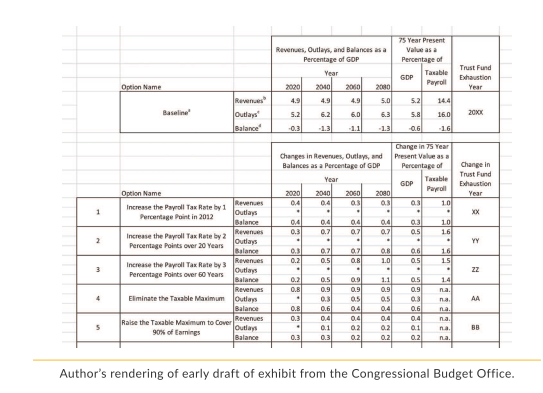 Revenues, Outlays, and Balances as a Percentage of GDP
75 Year Present Value as a Percentage of
Trust Fund Exhaustion Year
Year
GDP
Taxable Payroll
Option Name
2020 2040 2060 2080
Baselineᵃ
Revenuesᵇ 4.9 4.9 4.9 5.0 5.2 14.4
Outlaysᶜ 5.2 6.2 6.0 6.3 5.8 16.0
Balanceᵈ -0.3 -1.3 -1.1 -1.3 -0.6 -1.6
20XX
Changes in Revenues, Outlays, and Balances as a Percentage of GDP
Change in 75 Year Present Value as a Percentage of
Change in Trust Fund Exhaustion Year
Year
GDP
Taxable Payroll
Option Name
2020 2040 2060 2080
1 Increase the Payroll Tax Rate by 1 Percentage Point in 2012
Revenues 0.4 0.4 0.3 0.3 0.3 1.0
Outlays * * * * * *
Balance 0.4 0.4 0.4 0.4 0.3 1.0
XX
2 Increase the Payroll Tax Rate by 2 Percentage Points over 20 Years
Revenues 0.3 0.7 0.7 0.7 0.5 1.6
Outlays * * * * * *
Balance 0.3 0.7 0.7 0.8 0.6 1.6
YY
3 Increase the Payroll Tax Rate by 3 Percentage Points over 60 Years
Revenues 0.2 0.5 0.8 1.0 0.5 1.5
Outlays * * * * * *
Balance 0.2 0.5 0.9 1.1 0.5 1.4
ZZ
4 Eliminate the Taxable Maximum
Revenues 0.8 0.9 0.9 0.9 0.9 n.a.
Outlays * 0.3 0.5 0.5 0.3 n.a.
Balance 0.8 0.6 0.4 0.4 0.6 n.a.
AA
5 Raise the Taxable Maximum to Cover 90% of Earnings
Revenues 0.3 0.4 0.4 0.4 0.4 n.a.
Outlays * 0.1 0.2 0.2 0.1 n.a.
Balance 0.3 0.3 0.2 0.2 0.2 n.a.
BB
Author's rendering of early draft of exhibit from the Congressional Budget Office.